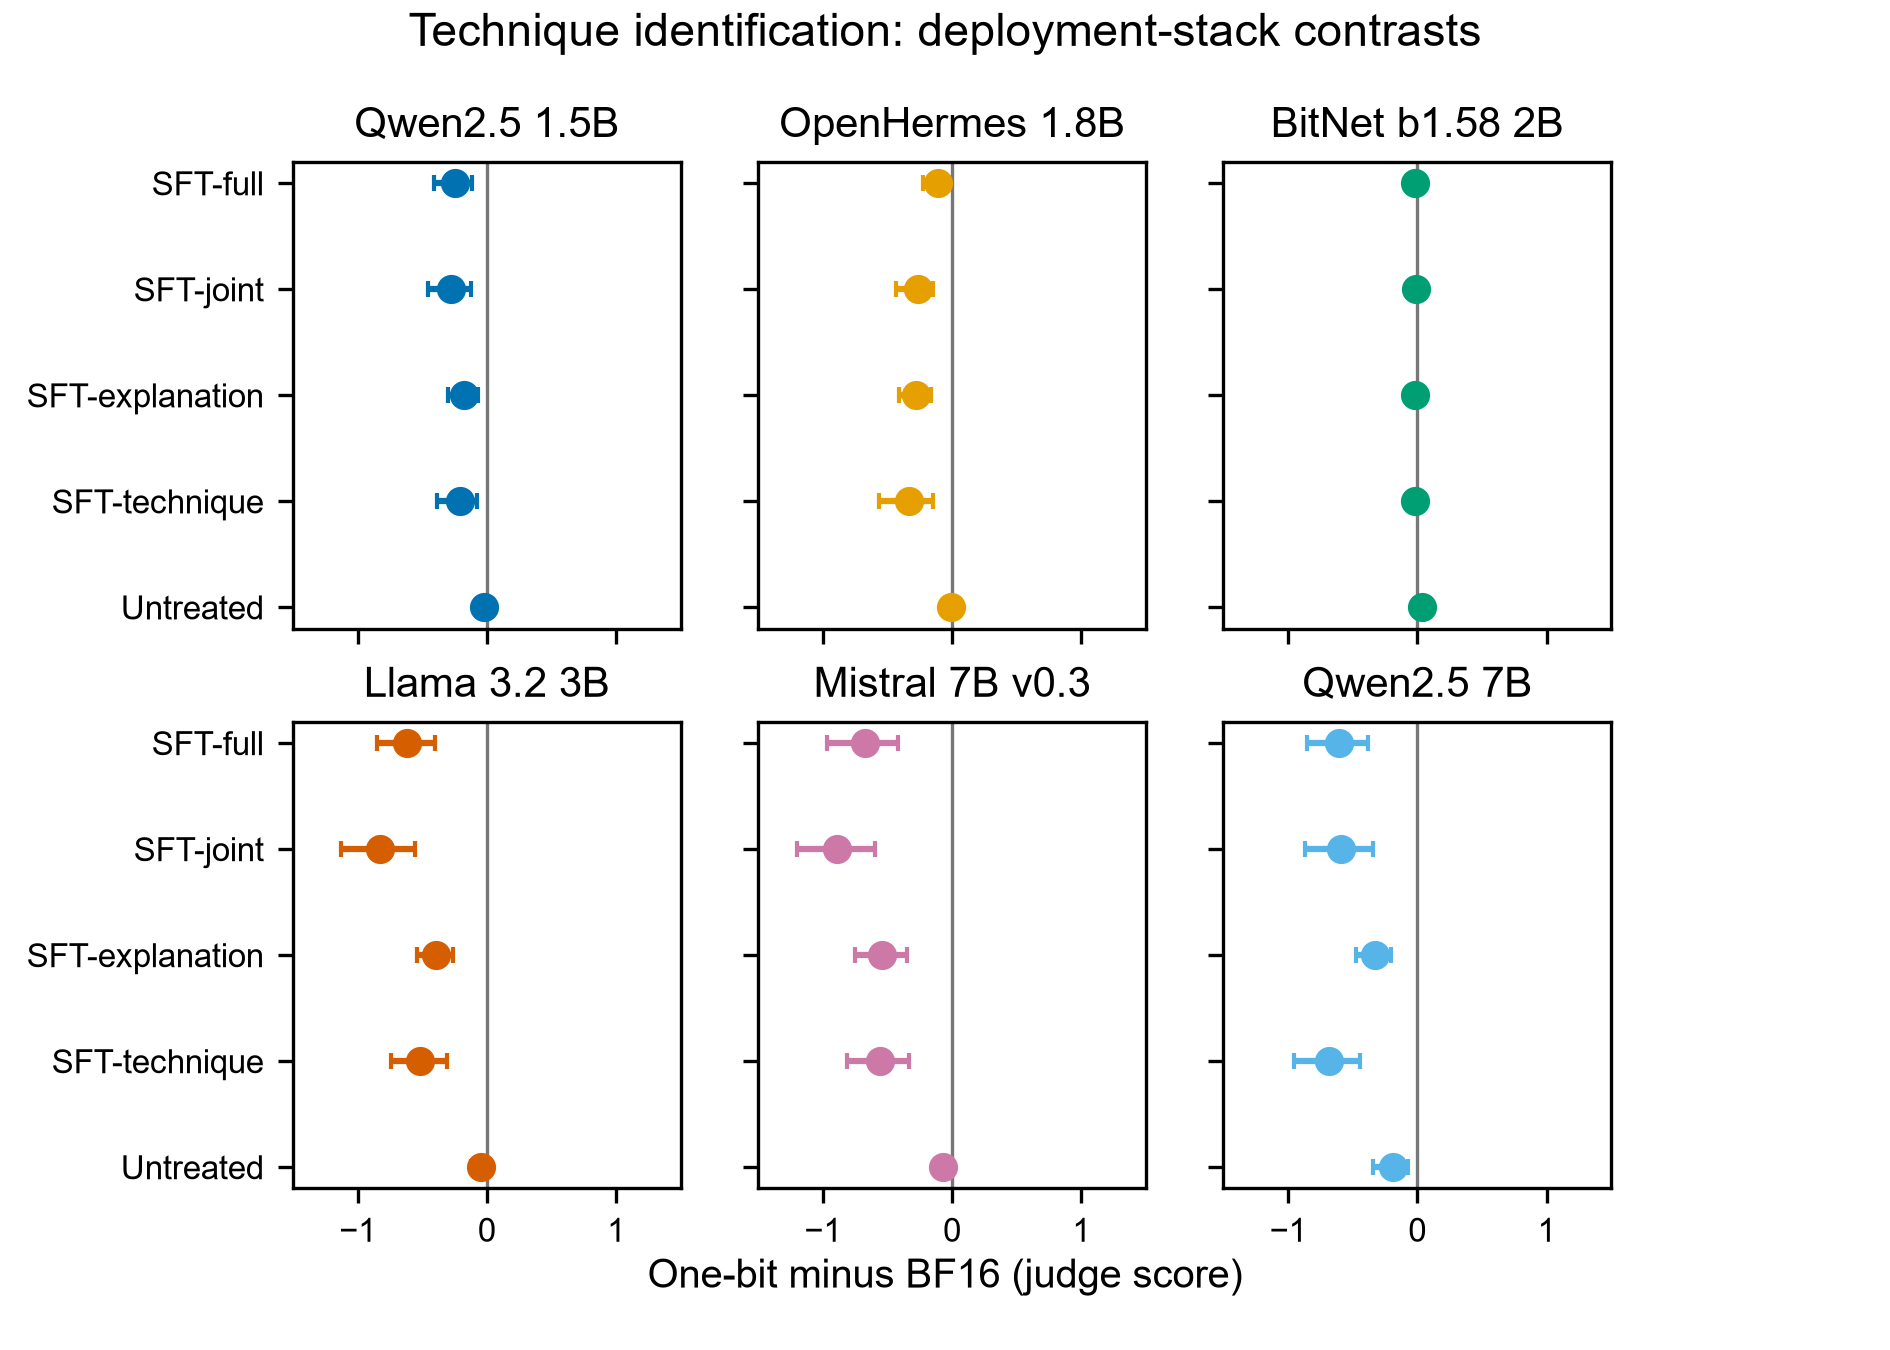 Technique identification: deployment-stack contrasts
Qwen2.5 1.5B
OpenHermes 1.8B
BitNet b1.58 2B
SFT-full
SFT-joint
SFT-explanation
SFT-technique
Untreated
Llama 3.2 3B
Mistral 7B v0.3
Qwen2.5 7B
SFT-full
SFT-joint
SFT-explanation
SFT-technique
Untreated
−1 0 1
−1 0 1
−1 0 1
One-bit minus BF16 (judge score)